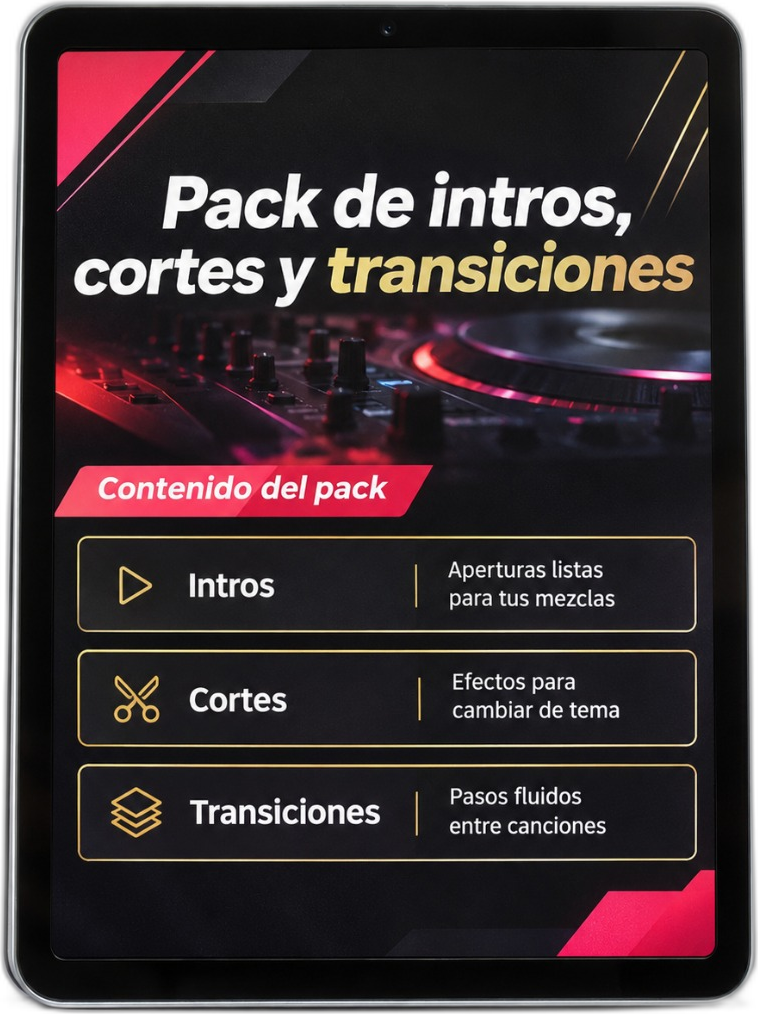 Pack de intros,
cortes y transiciones
Contenido del pack
Intros
Aperturas listas
para tus mezclas
Cortes
Efectos para
cambiar de tema
Transiciones
Pasos fluidos
entre canciones